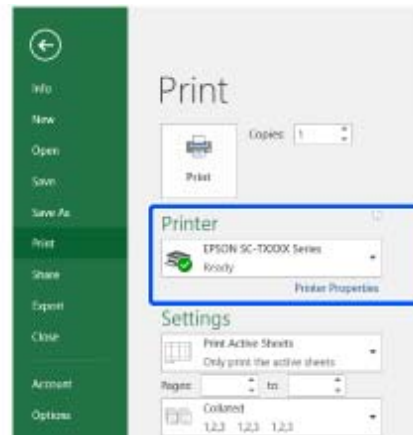 Info
New
Open
Save
Save As
Print
Share
Export
Close
Account
Options
Print
Copies: 1
Print
Printer
EPSON SC-TXXXX Series
Ready
Printer Properties
Settings
Print Active Sheets
Only print the active sheets
Pages: to
Collated
1,2,3 1,2,3 1,2,3